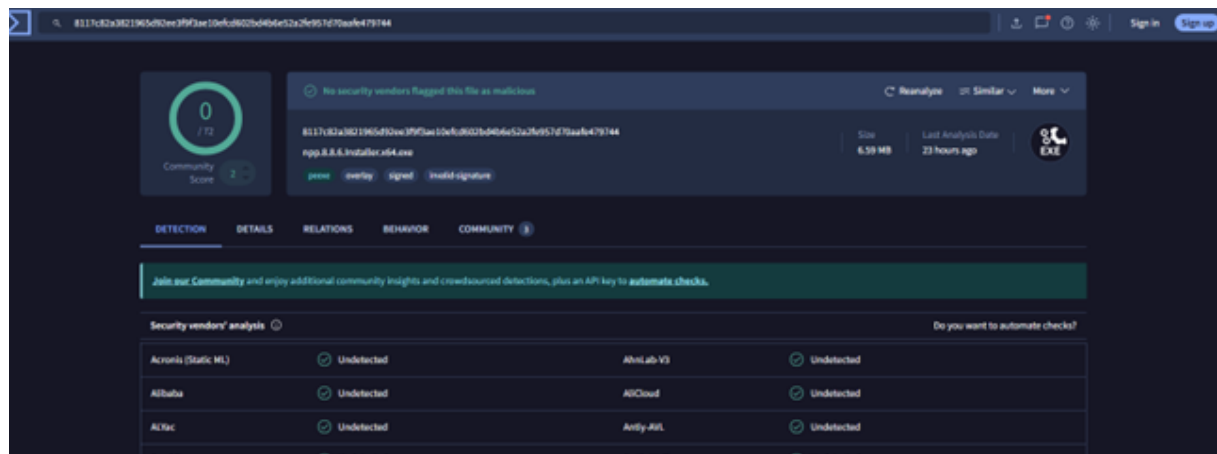 Sign in
Sign up
0
/ 72
Community
Score
2
No security vendors flagged this file as malicious
Reanalyze
Similar
More
npp.8.8.6.Installer.x64.exe
peexe
overlay
signed
invalid-signature
Size
6.59 MB
Last Analysis Date
23 hours ago
EXE
DETECTION
DETAILS
RELATIONS
BEHAVIOR
COMMUNITY 3
Join our Community and enjoy additional community insights and crowdsourced detections, plus an API key to automate checks.
Security vendors' analysis
Do you want to automate checks?
Acronis (Static ML)
Undetected
AhnLab-V3
Undetected
Alibaba
Undetected
AliCloud
Undetected
ALYac
Undetected
Antiy-AVL
Undetected